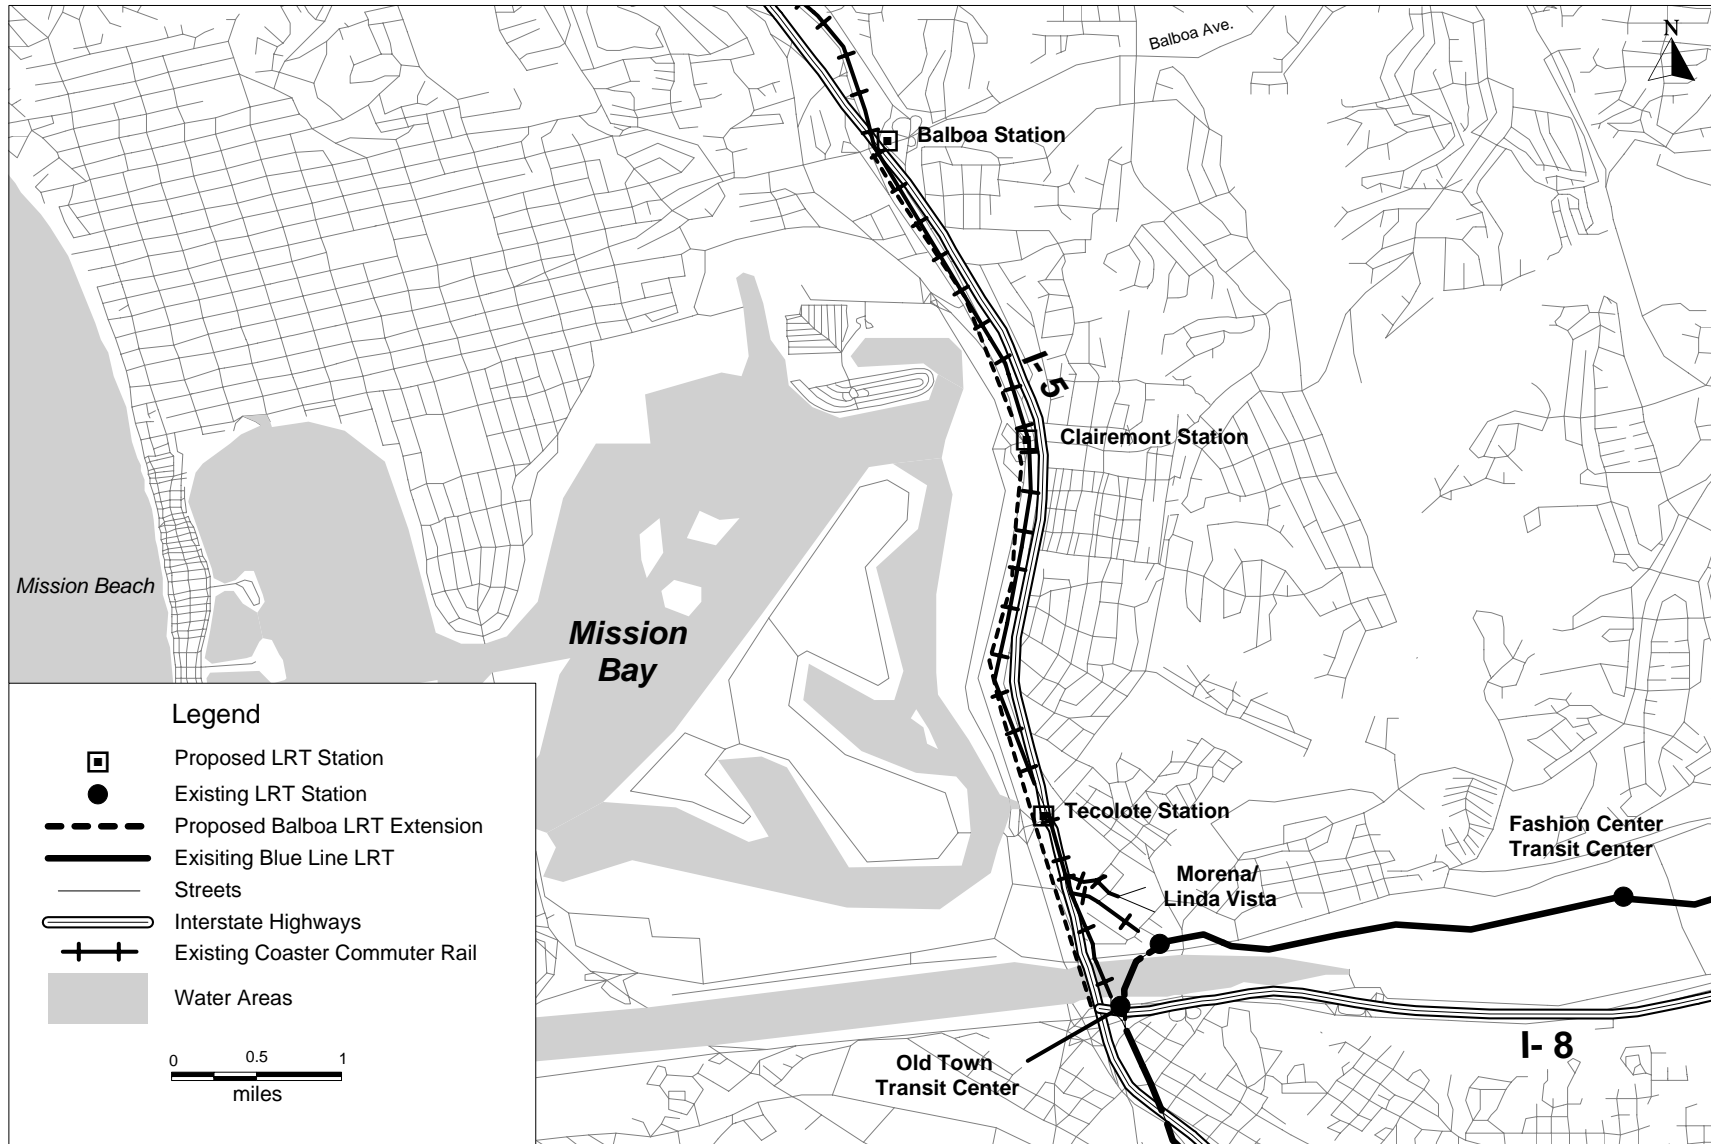 Balboa Ave.
N
Balboa Station
I- 5
Clairemont Station
Mission Beach
Mission
Bay
Tecolote Station
Fashion Center
Transit Center
Morena/
Linda Vista
I- 8
Old Town
Transit Center
Legend
Proposed LRT Station
Existing LRT Station
Proposed Balboa LRT Extension
Exisiting Blue Line LRT
Streets
Interstate Highways
Existing Coaster Commuter Rail
Water Areas
0 0.5 1
miles